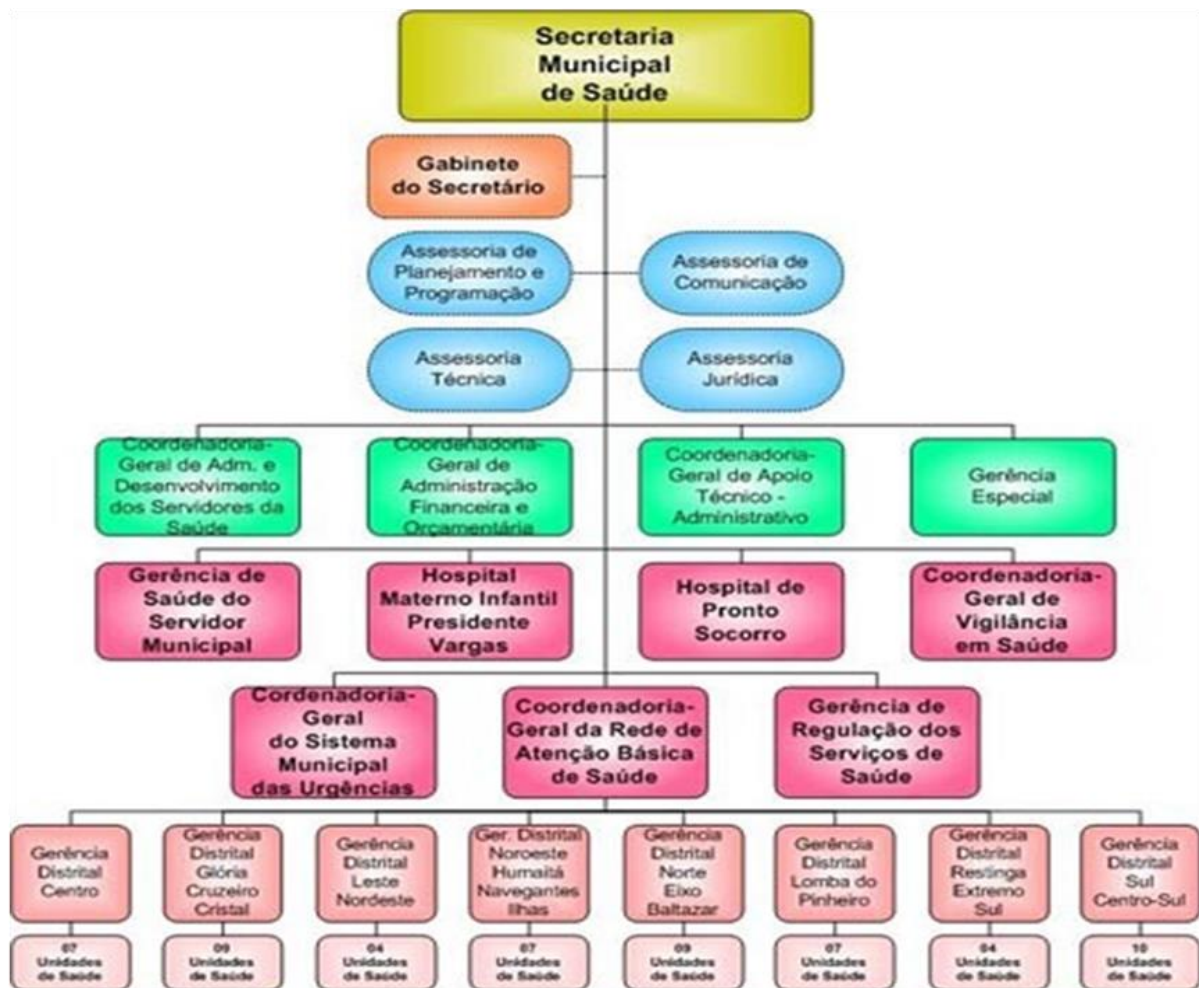 Secretaria
Municipal
de Saúde
Gabinete
do Secretário
Assessoria de
Planejamento e
Programação
Assessoria de
Comunicação
Assessoria
Técnica
Assessoria
Jurídica
Coordenadoria-
Geral de Adm. e
Desenvolvimento
dos Servidores da
Saúde
Coordenadoria-
Geral de
Administração
Financeira e
Orçamentária
Coordenadoria-
Geral de Apoio
Técnico -
Administrativo
Gerência
Especial
Gerência de
Saúde do
Servidor
Municipal
Hospital
Materno Infantil
Presidente
Vargas
Hospital de
Pronto
Socorro
Coordenadoria-
Geral de
Vigilância
em Saúde
Cordenadoria-
Geral
do Sistema
Municipal
das Urgências
Coordenadoria-
Geral da Rede de
Atenção Básica
de Saúde
Gerência de
Regulação dos
Serviços de
Saúde
Gerência
Distrital
Centro
Gerência
Distrital
Glória
Cruzeiro
Cristal
Gerência
Distrital
Leste
Nordeste
Ger. Distrital
Noroeste
Humaitá
Navegantes
Ilhas
Gerência
Distrital
Norte
Eixo
Baltazar
Gerência
Distrital
Lomba do
Pinheiro
Gerência
Distrital
Restinga
Extremo
Sul
Gerência
Distrital
Sul
Centro-Sul
07
Unidades
de Saúde
09
Unidades
de Saúde
04
Unidades
de Saúde
07
Unidades
de Saúde
09
Unidades
de Saúde
07
Unidades
de Saúde
04
Unidades
de Saúde
10
Unidades
de Saúde